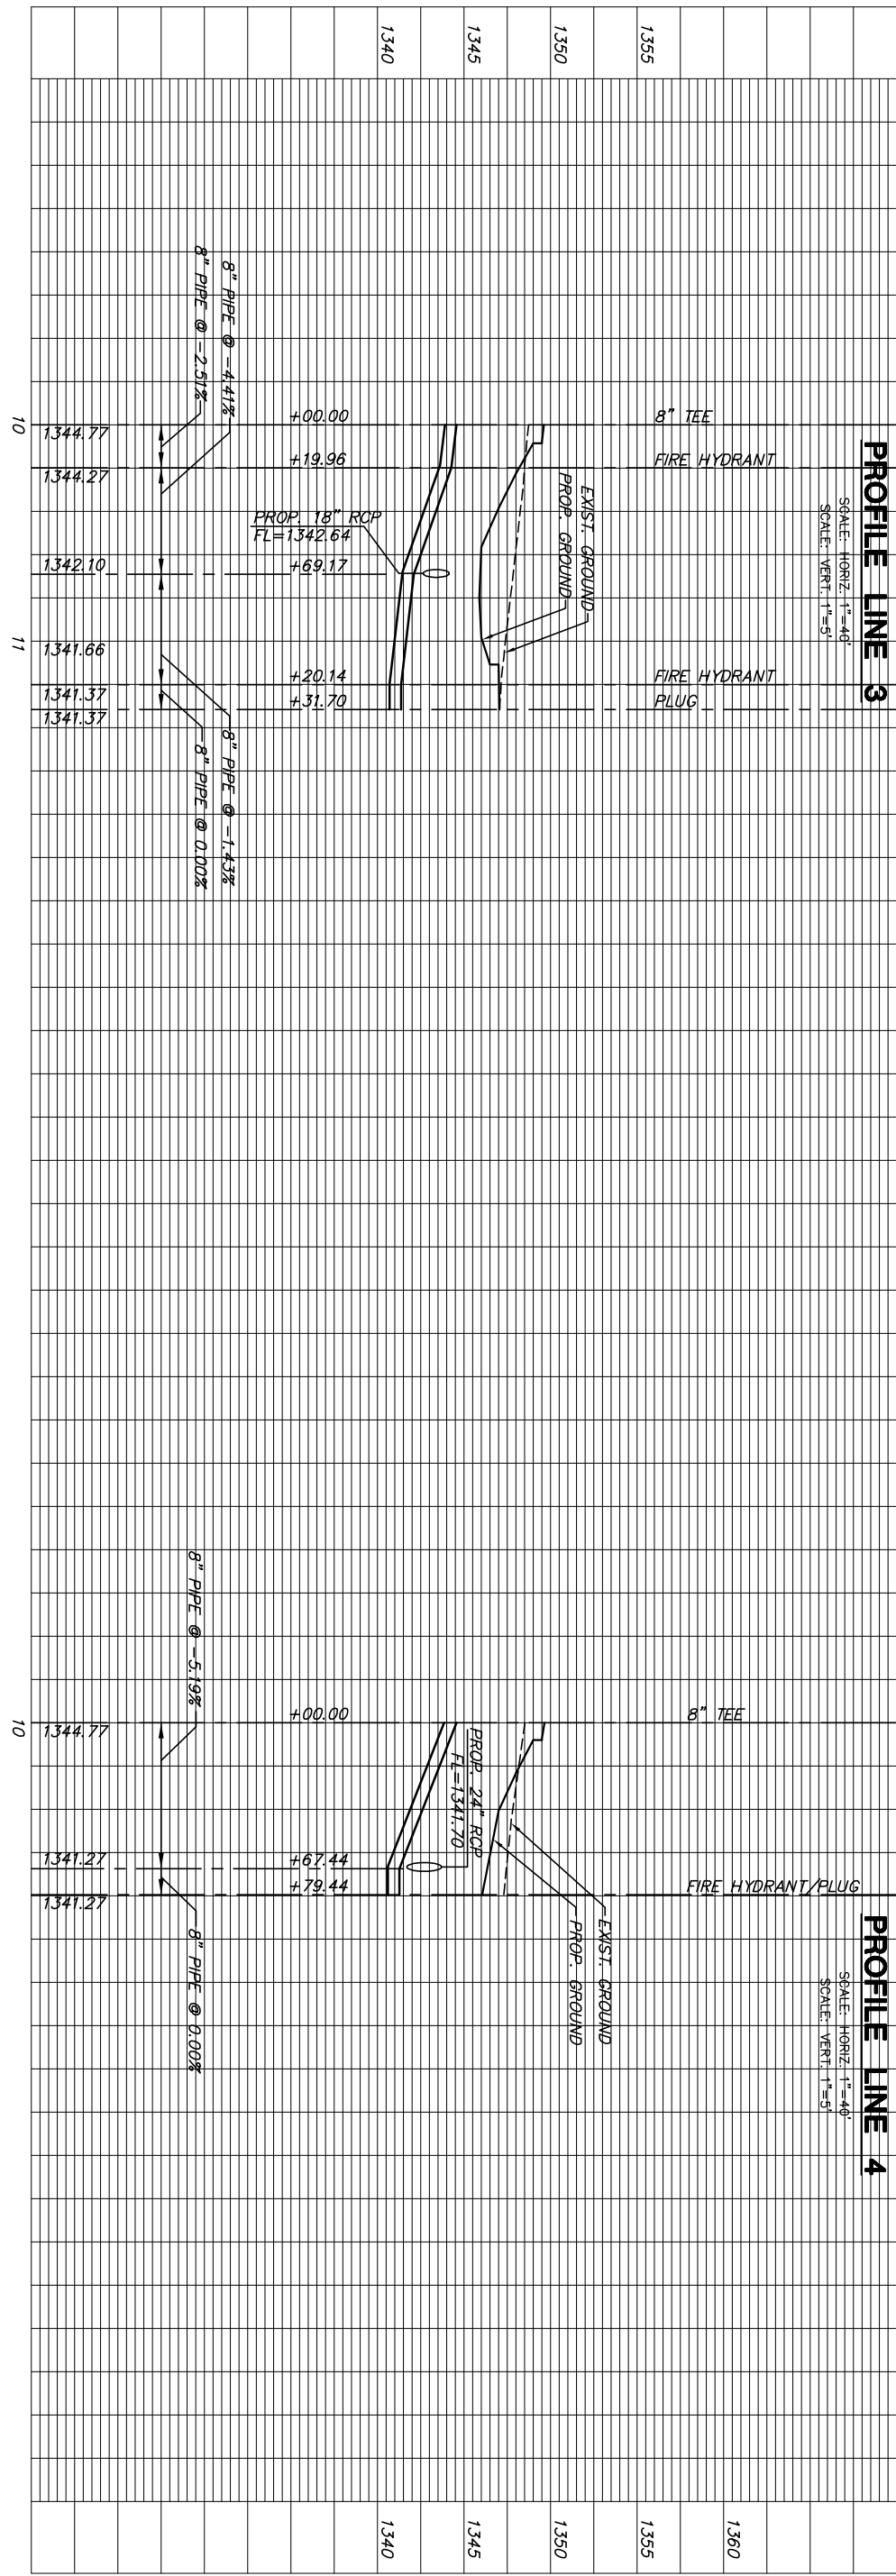 PROFILE LINE 3
SCALE: HORIZ. 1"=40'
SCALE: VERT. 1"=5'
1355
1350
1345
1340
8" TEE
FIRE HYDRANT
FIRE HYDRANT
PLUG
EXIST. GROUND
PROP. GROUND
PROP. 18" RCP
FL=1342.64
+00.00
+19.96
+69.17
+20.14
+31.70
8" PIPE @ -4.41%
8" PIPE @ -2.51%
8" PIPE @ -1.43%
8" PIPE @ 0.00%
1344.77
1344.27
1342.10
1341.66
1341.37
1341.37
10
11
PROFILE LINE 4
SCALE: HORIZ. 1"=40'
SCALE: VERT. 1"=5'
8" TEE
FIRE HYDRANT/PLUG
EXIST. GROUND
PROP. GROUND
PROP. 24" RCP
FL=1341.70
+00.00
+67.44
+79.44
8" PIPE @ -5.19%
8" PIPE @ 0.00%
1344.77
1341.27
1341.27
10
1360
1355
1350
1345
1340